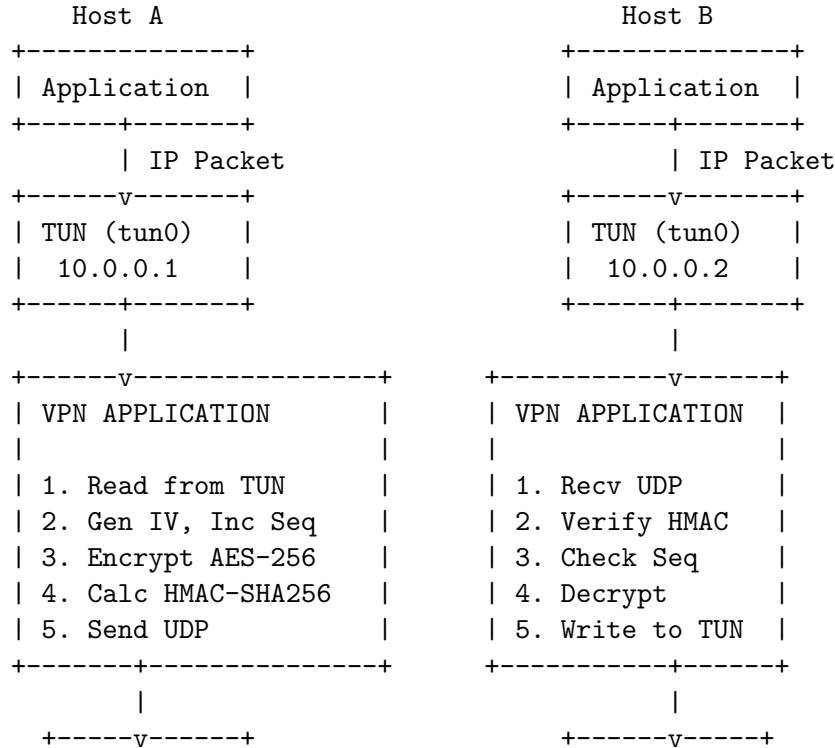 Host A                              Host B
+--------------+                    +--------------+
| Application  |                    | Application  |
+------+-------+                    +------+-------+
       | IP Packet                         | IP Packet
+------v-------+                    +------v-------+
| TUN (tun0)   |                    | TUN (tun0)   |
|  10.0.0.1    |                    |  10.0.0.2    |
+------+-------+                    +------+-------+
       |                                   |
+------v----------------+      +-----------v------+
| VPN APPLICATION       |      | VPN APPLICATION  |
|                       |      |                  |
| 1. Read from TUN      |      | 1. Recv UDP      |
| 2. Gen IV, Inc Seq    |      | 2. Verify HMAC   |
| 3. Encrypt AES-256    |      | 3. Check Seq     |
| 4. Calc HMAC-SHA256   |      | 4. Decrypt       |
| 5. Send UDP           |      | 5. Write to TUN  |
+-------+---------------+      +-----------+------+
        |                                  |
  +-----v------+                    +------v-----+